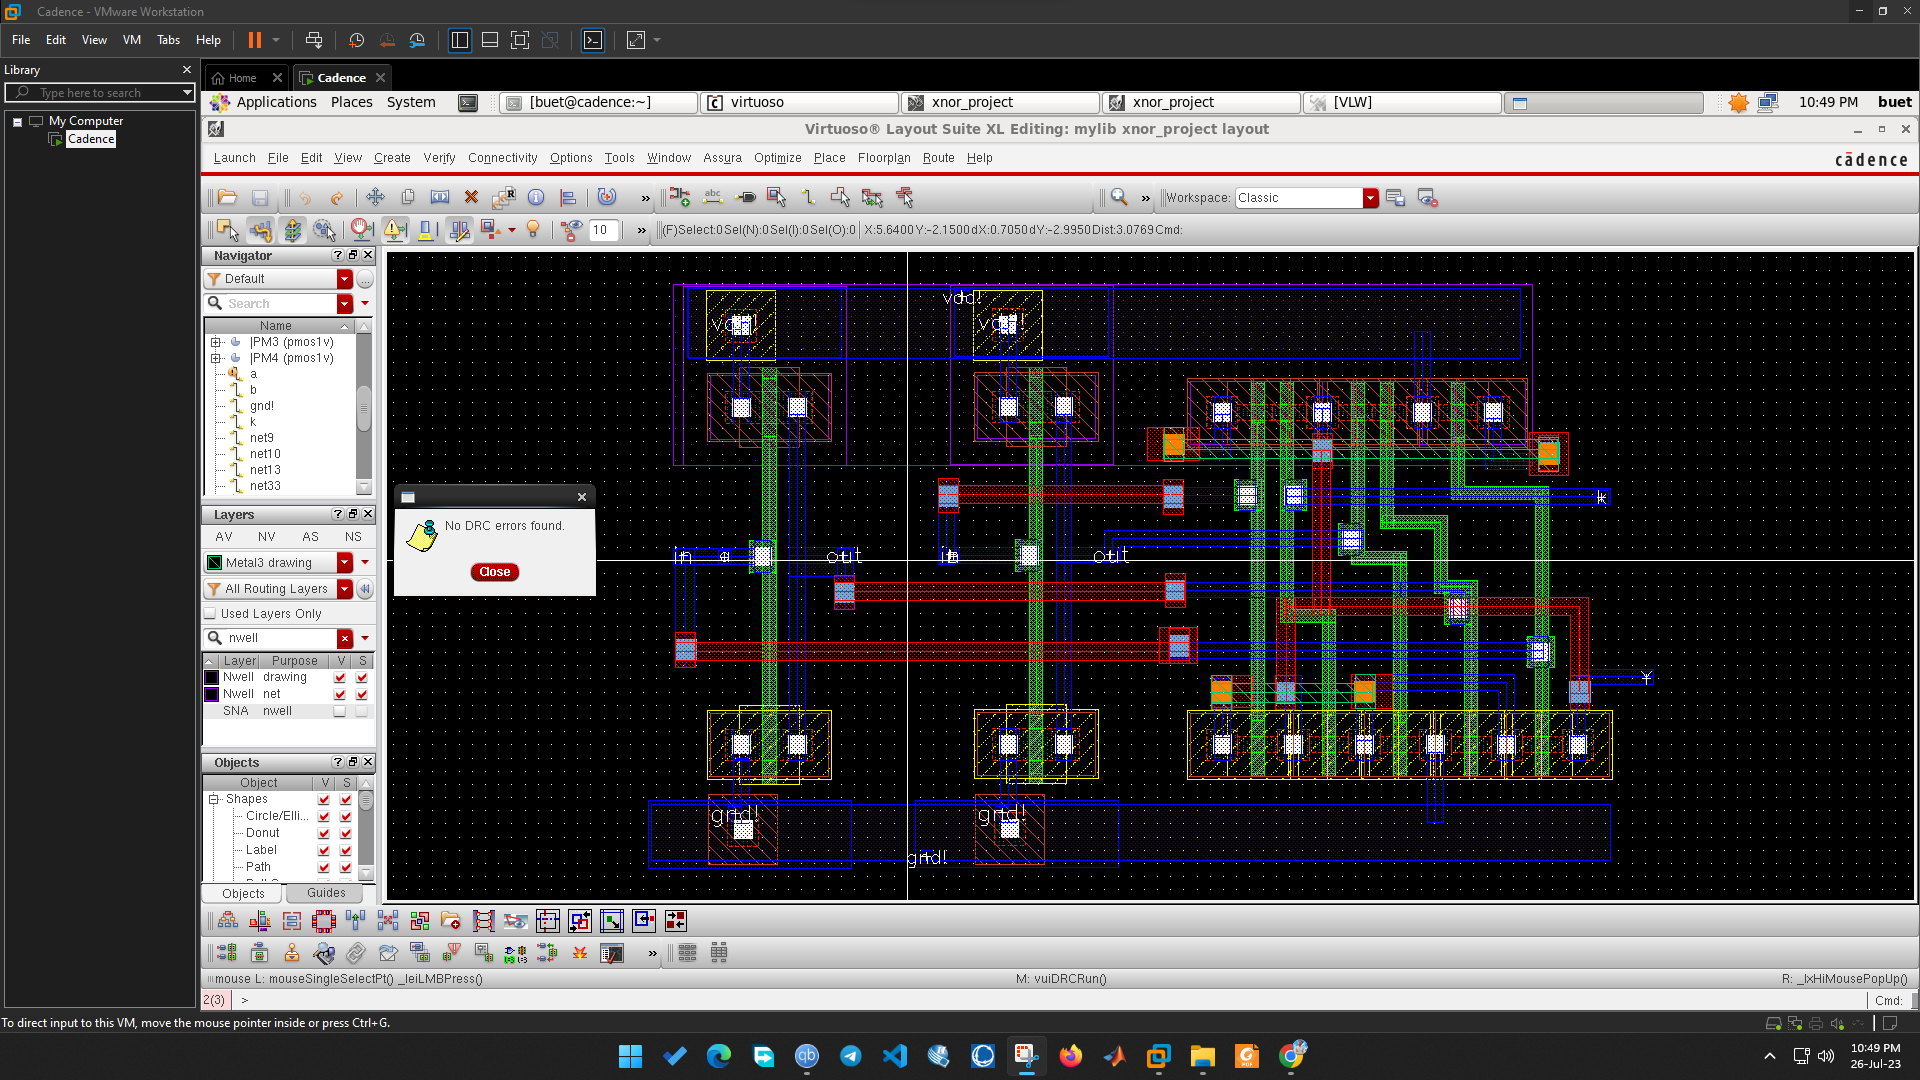 Cadence - VMware Workstation
File Edit View VM Tabs Help
Library
Type here to search
My Computer
Cadence
Home
Cadence
Applications Places System
[buet@cadence:~]
virtuoso
xnor_project
xnor_project
[VLW]
10:49 PM buet
Virtuoso® Layout Suite XL Editing: mylib xnor_project layout
Launch File Edit View Create Verify Connectivity Options Tools Window Assura Optimize Place Floorplan Route Help
cādence
Workspace: Classic
10
(F)Select:0 Sel(N):0 Sel(I):0 Sel(O):0 X:5.6400 Y:-2.1500 dX:0.7050 dY:-2.9950 Dist:3.0769 Cmd:
Navigator
Default
Search
Name
|PM3 (pmos1v)
|PM4 (pmos1v)
a
b
gnd!
k
net9
net10
net13
net33
Layers
AV NV AS NS
Metal3 drawing
All Routing Layers
Used Layers Only
nwell
Layer Purpose V S
Nwell drawing
Nwell net
SNA nwell
Objects
Object V S
Shapes
Circle/Elli...
Donut
Label
Path
Objects
Guides
No DRC errors found.
Close
vdd!
vdd!
vdd!
in
a
out
in
out
k
Y
gnd!
gnd!
gnd!
mouse L: mouseSingleSelectPt() _leiLMBPress()
M: vuiDRCRun()
R: _lxHiMousePopUp()
2(3) >
Cmd:
To direct input to this VM, move the mouse pointer inside or press Ctrl+G.
10:49 PM
26-Jul-23